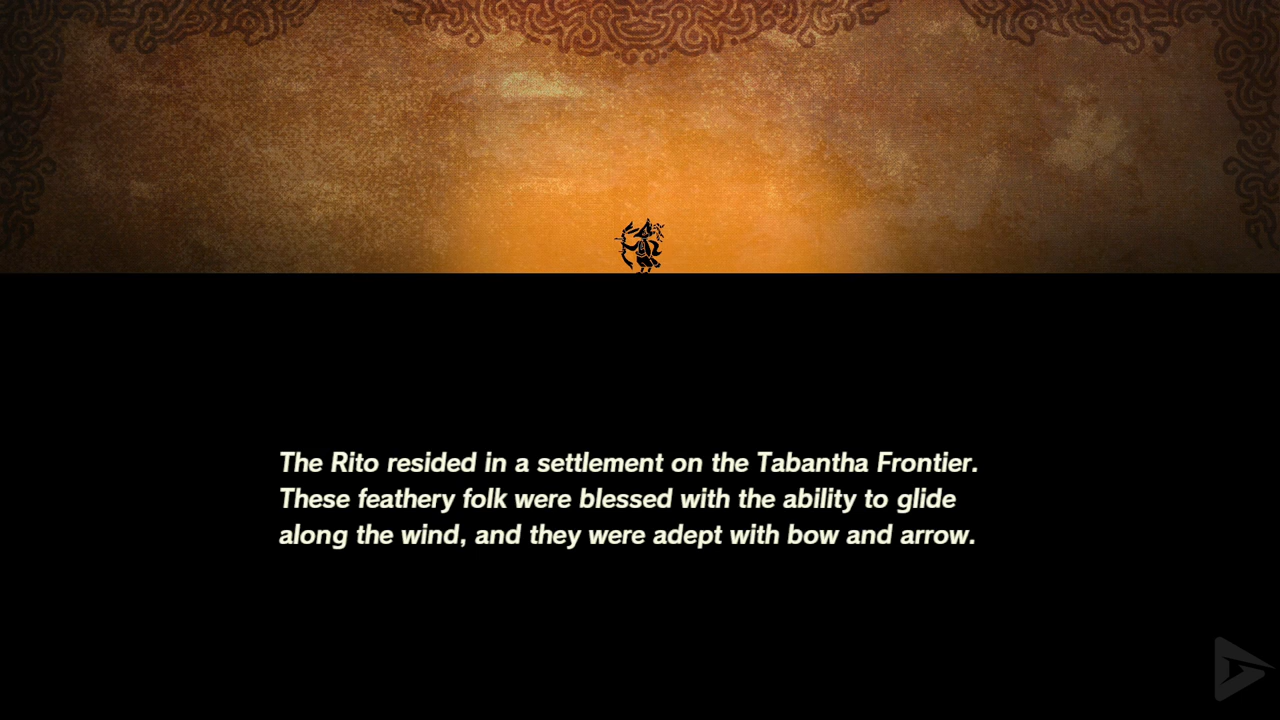 The Rito resided in a settlement on the Tabantha Frontier.
These feathery folk were blessed with the ability to glide
along the wind, and they were adept with bow and arrow.